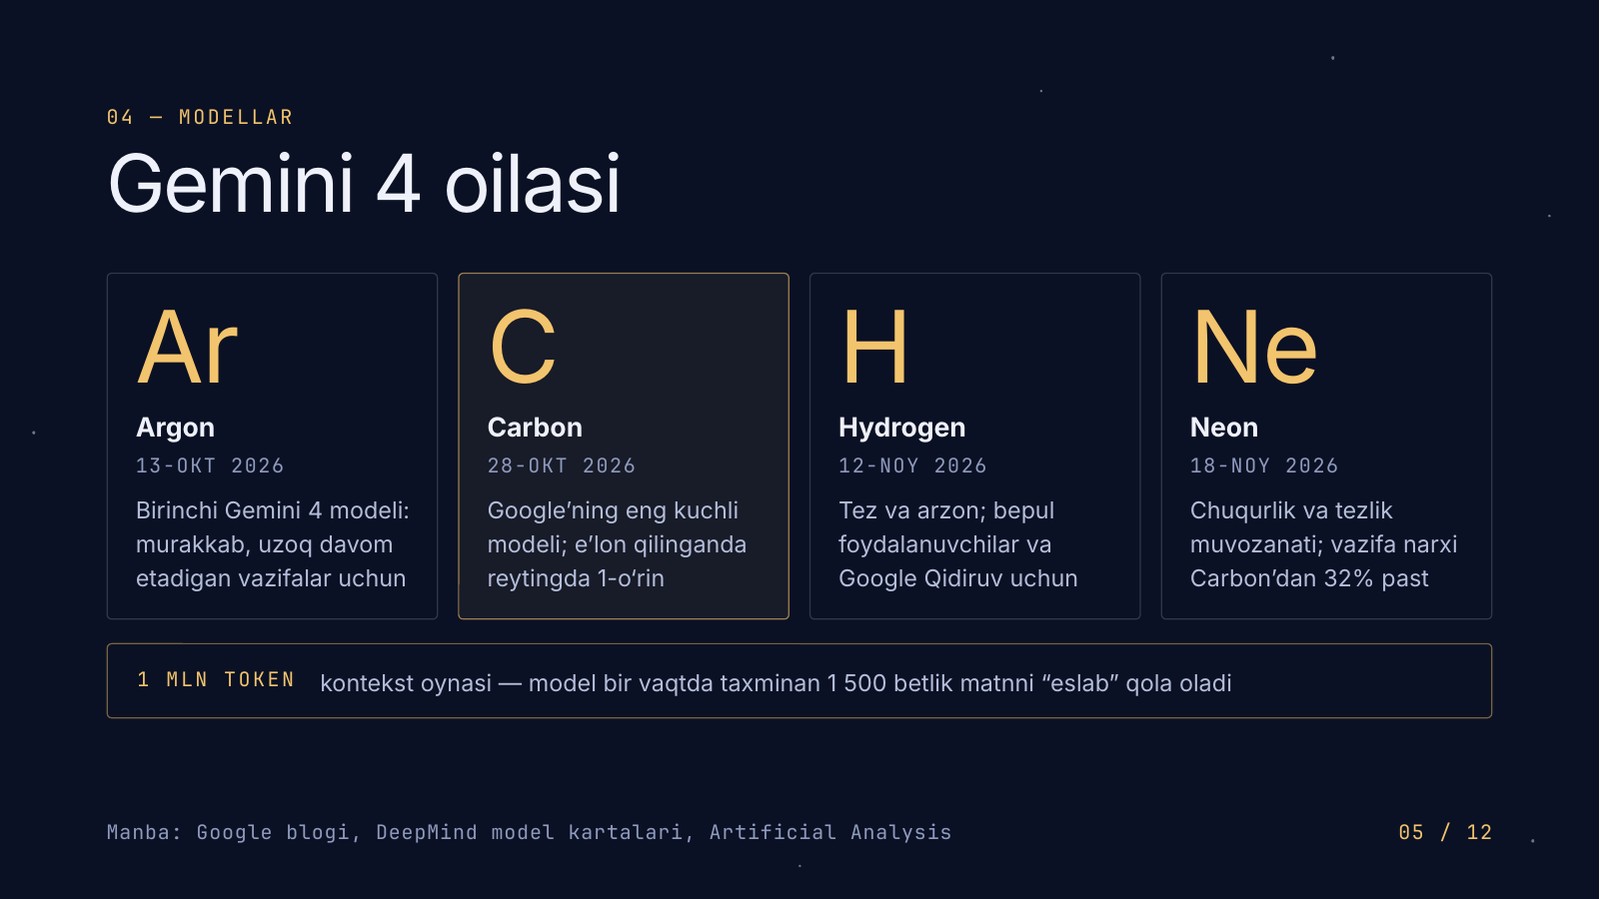 04 — MODELLAR
Gemini 4 oilasi
Ar
Argon
13-OKT 2026
Birinchi Gemini 4 modeli:
murakkab, uzoq davom
etadigan vazifalar uchun
C
Carbon
28-OKT 2026
Google’ning eng kuchli
modeli; e’lon qilinganda
reytingda 1-o‘rin
H
Hydrogen
12-NOY 2026
Tez va arzon; bepul
foydalanuvchilar va
Google Qidiruv uchun
Ne
Neon
18-NOY 2026
Chuqurlik va tezlik
muvozanati; vazifa narxi
Carbon’dan 32% past
1 MLN TOKEN kontekst oynasi — model bir vaqtda taxminan 1 500 betlik matnni “eslab” qola oladi
Manba: Google blogi, DeepMind model kartalari, Artificial Analysis
05 / 12